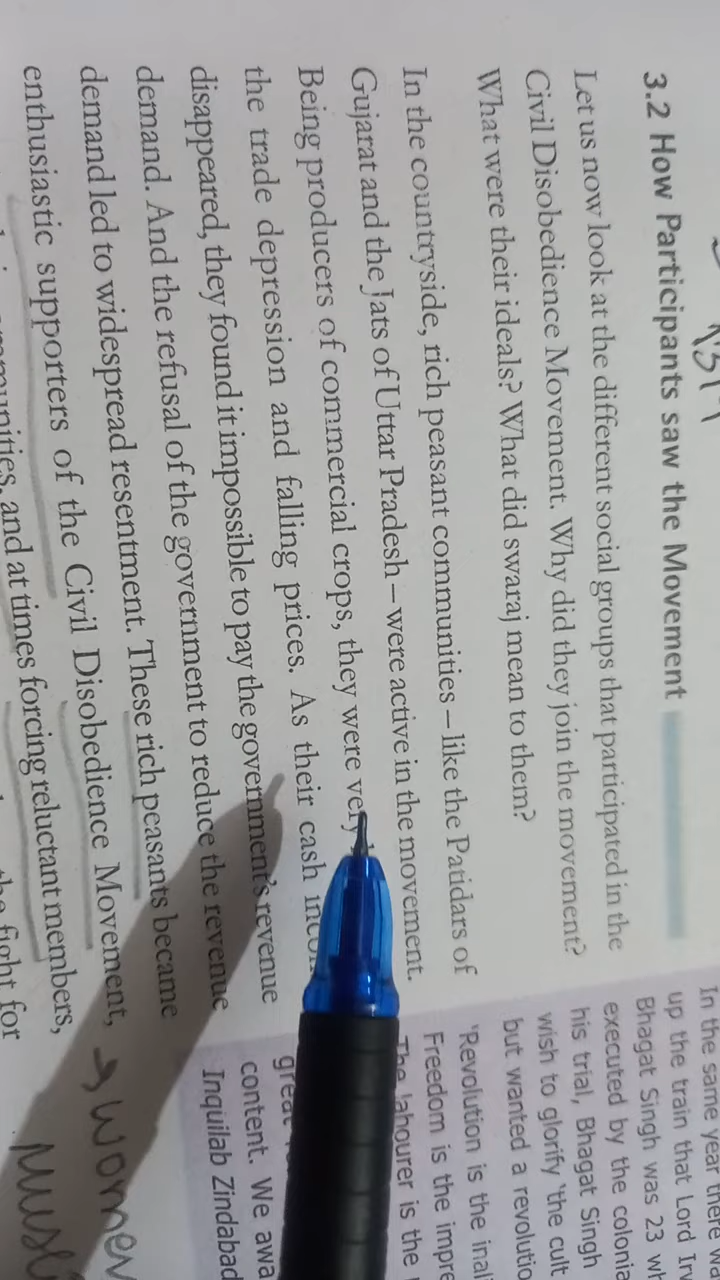 3.2 How Participants saw the Movement
Let us now look at the different social groups that participated in the
Civil Disobedience Movement. Why did they join the movement?
What were their ideals? What did swaraj mean to them?
In the countryside, rich peasant communities – like the Patidars of
Gujarat and the Jats of Uttar Pradesh – were active in the movement.
Being producers of commercial crops, they were
the trade depression and falling prices. As their cash
disappeared, they found it impossible to pay the government's revenue
demand. And the refusal of the government to reduce the revenue
demand led to widespread resentment. These rich peasants became
enthusiastic supporters of the Civil Disobedience Movement,
and at times forcing reluctant members,
the fight for
In the same year there
up the train that Lord
Bhagat Singh was 23
executed by the
his trial, Bhagat Singh
wish to glorify 'the cult
but wanted a
'Revolution is the
Freedom is the
The labourer is the
great
content. We
Inquilab Zindabad
→ women